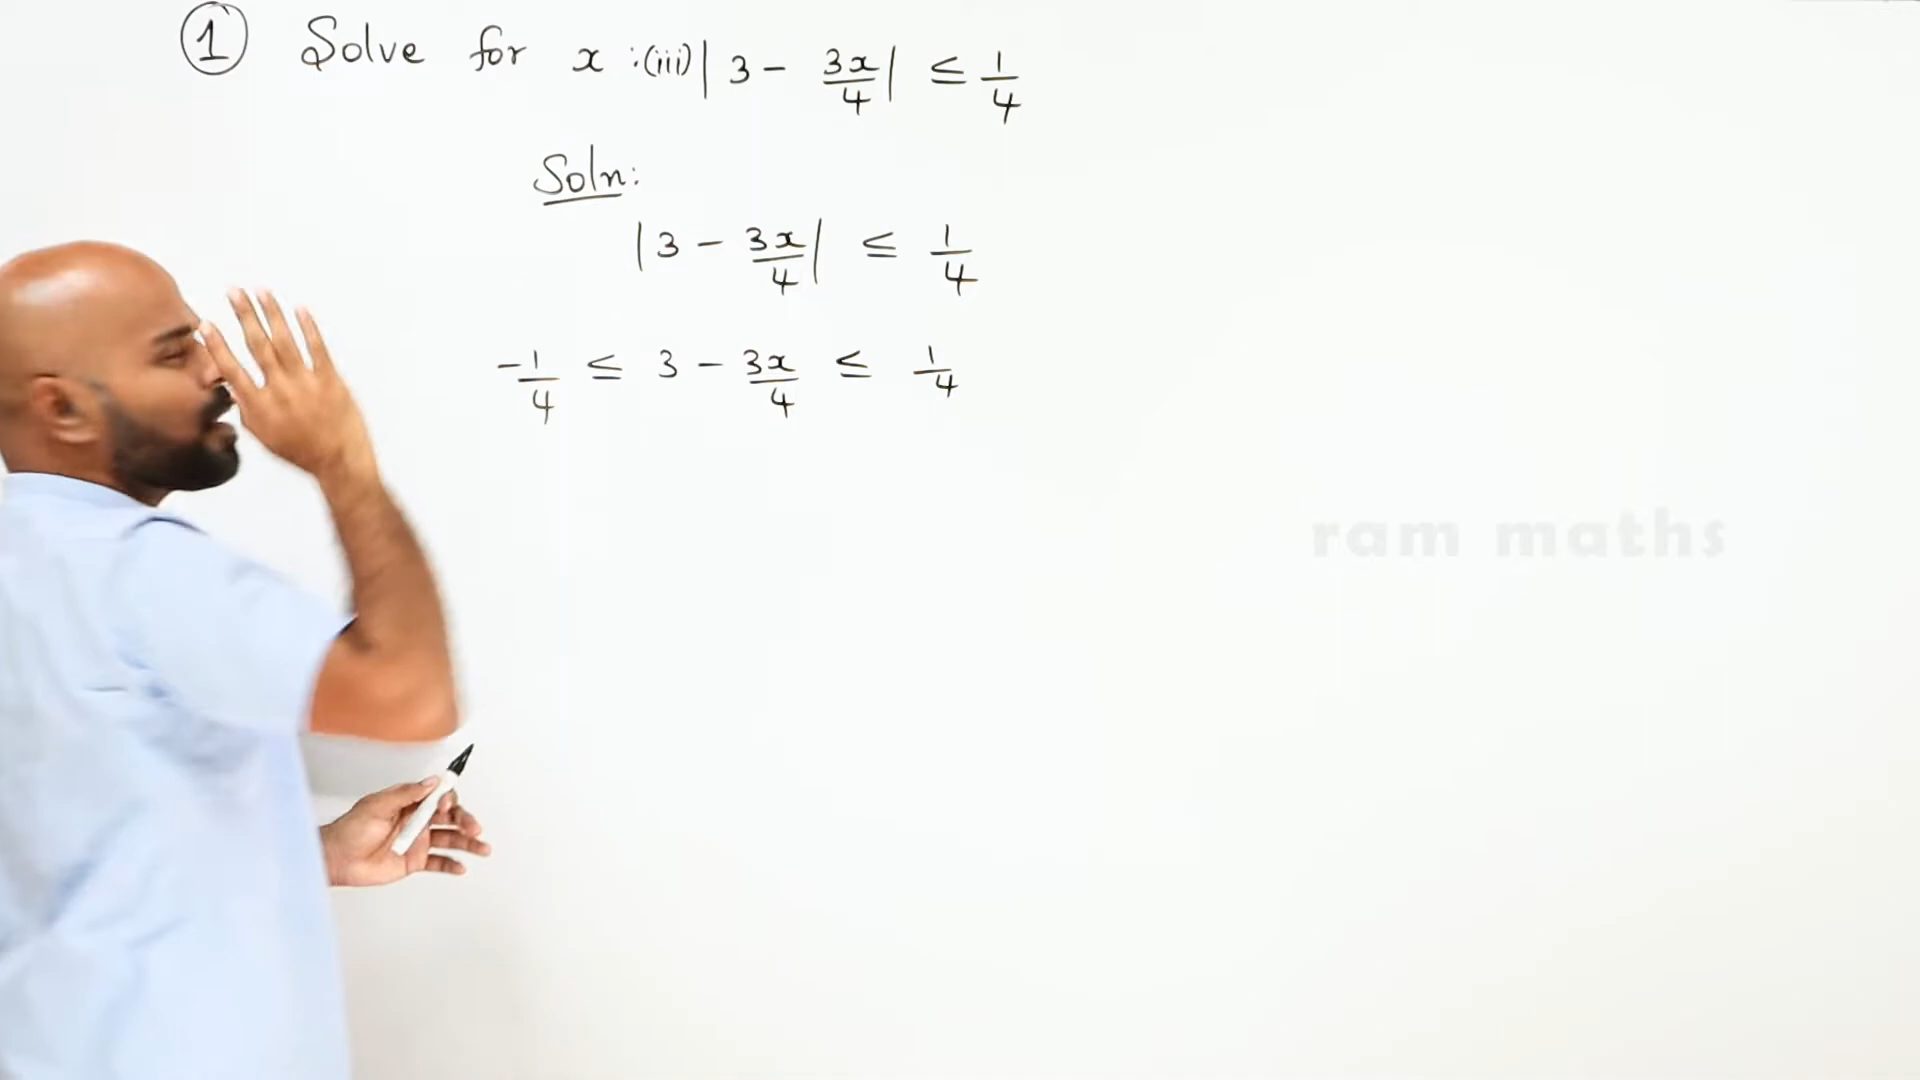 ① Solve for x :(iii) | 3 - 3x/4 | ≤ 1/4
Soln:
| 3 - 3x/4 | ≤ 1/4
-1/4 ≤ 3 - 3x/4 ≤ 1/4
ram maths